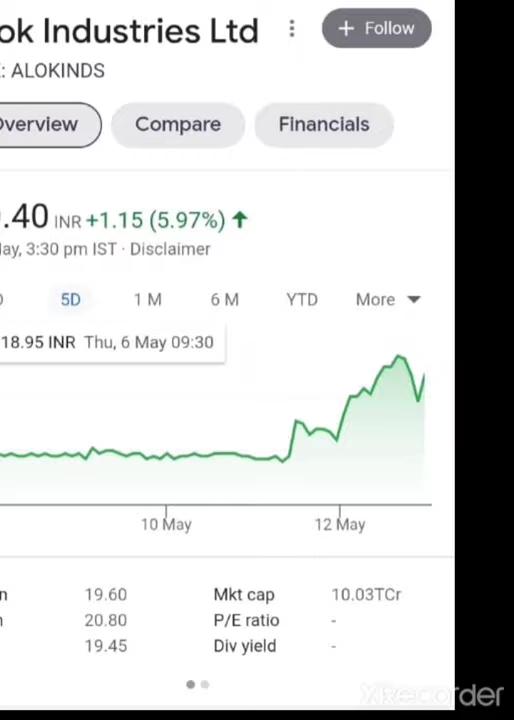 ok Industries Ltd
+ Follow
: ALOKINDS
Overview Compare Financials
.40 INR +1.15 (5.97%) ↑
ay, 3:30 pm IST · Disclaimer
5D 1 M 6 M YTD More
18.95 INR Thu, 6 May 09:30
10 May 12 May
n 19.60 Mkt cap 10.03TCr
20.80 P/E ratio -
19.45 Div yield -
XRecorder